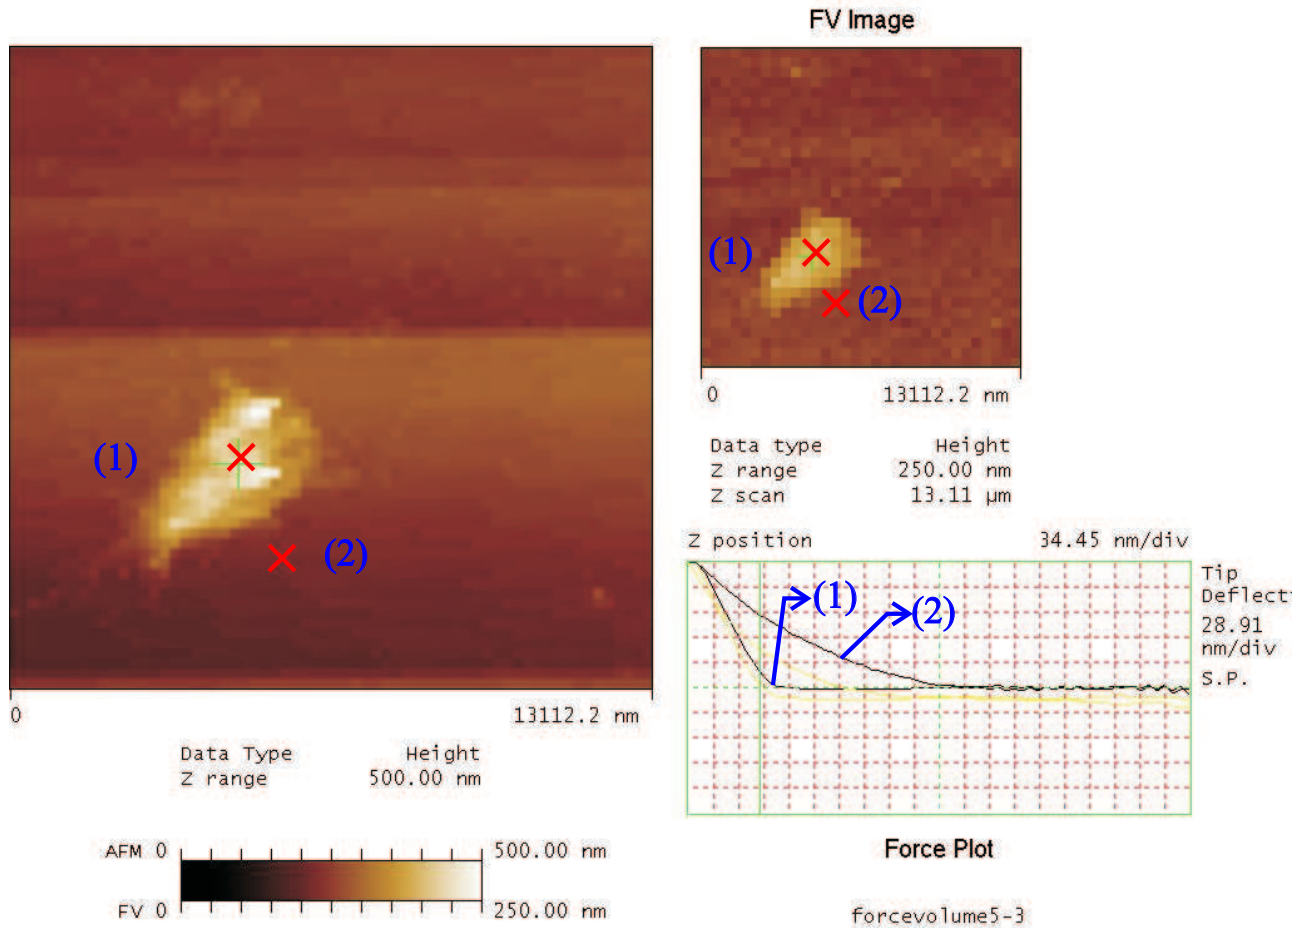 FV Image
(1)
(2)
0
13112.2 nm
Data Type Height
Z range 500.00 nm
AFM 0 500.00 nm
FV 0 250.00 nm
(1)
(2)
0
13112.2 nm
Data type Height
Z range 250.00 nm
Z scan 13.11 µm
Z position 34.45 nm/div
(1)
(2)
Tip
Deflect
28.91
nm/div
S.P.
Force Plot
forcevolume5-3